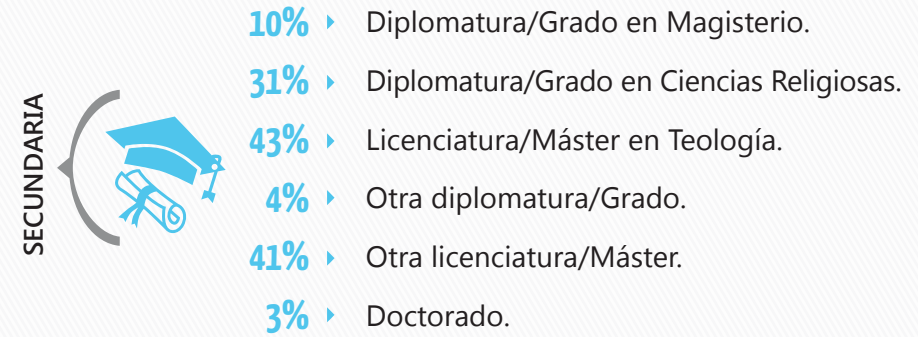 SECUNDARIA
10% Diplomatura/Grado en Magisterio.
31% Diplomatura/Grado en Ciencias Religiosas.
43% Licenciatura/Máster en Teología.
4% Otra diplomatura/Grado.
41% Otra licenciatura/Máster.
3% Doctorado.